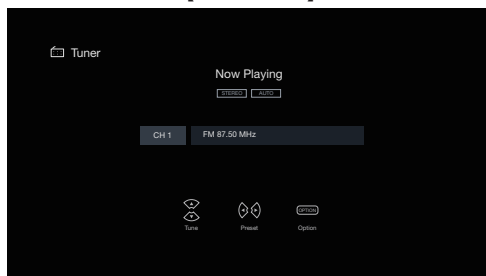 Tuner
Now Playing
STEREO AUTO
CH 1 FM 87.50 MHz
OPTION
Tune Preset Option